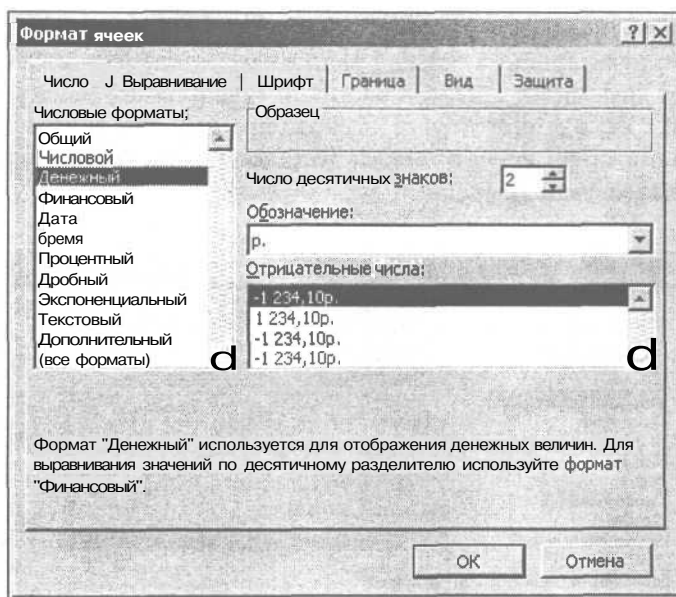 Формат ячеек
Число J Выравнивание | Шрифт | Граница | Вид | Защита |
Числовые форматы;
Образец
Общий
Числовой
Денежный
Финансовый
Дата
бремя
Процентный
Дробный
Экспоненциальный
Текстовый
Дополнительный
(все форматы)
d
Число десятичных знаков: 2
Обозначение:
р.
Отрицательные числа:
-1 234,10р.
1 234,10р.
-1 234,10р.
-1 234,10р.
d
Формат "Денежный" используется для отображения денежных величин. Для
выравнивания значений по десятичному разделителю используйте формат
"Финансовый".
ОК
Отмена